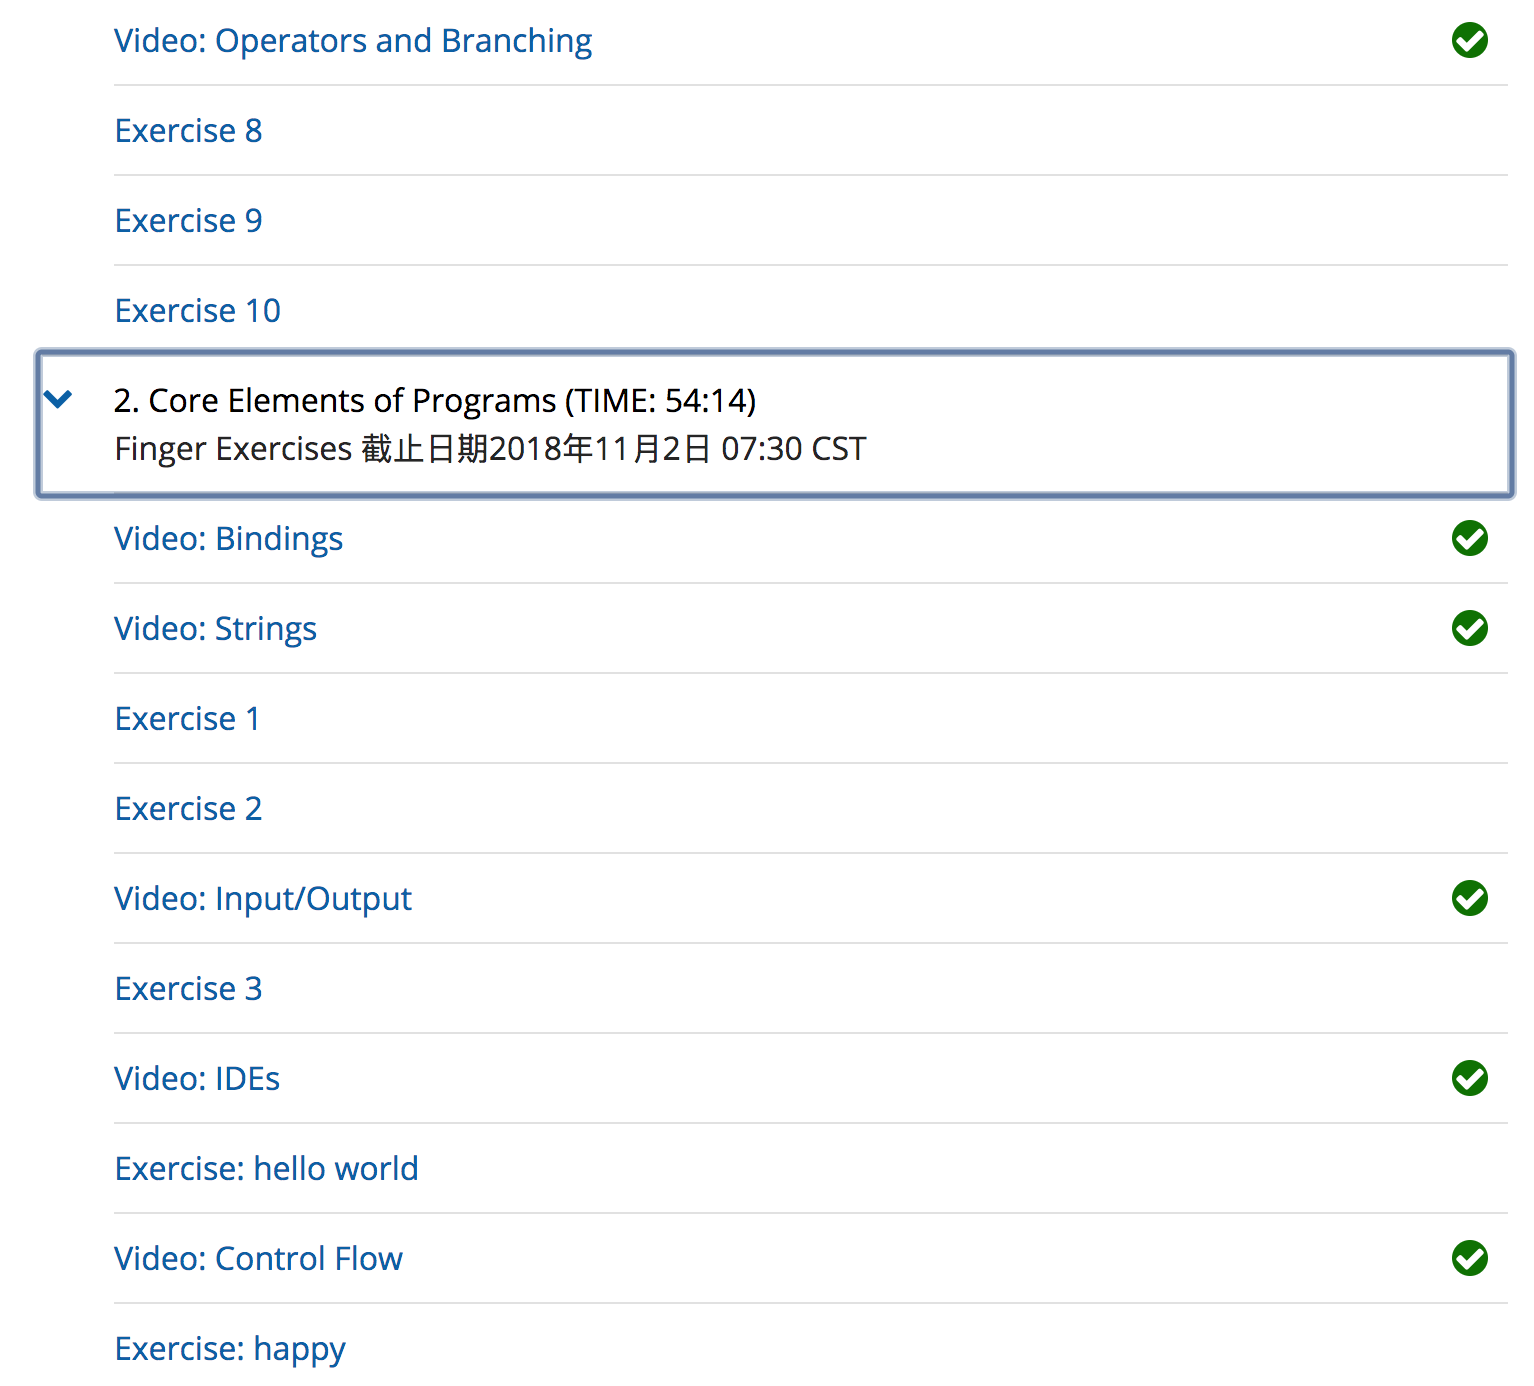 Video: Operators and Branching
Exercise 8
Exercise 9
Exercise 10
2. Core Elements of Programs (TIME: 54:14)
Finger Exercises 截止日期2018年11月2日 07:30 CST
Video: Bindings
Video: Strings
Exercise 1
Exercise 2
Video: Input/Output
Exercise 3
Video: IDEs
Exercise: hello world
Video: Control Flow
Exercise: happy